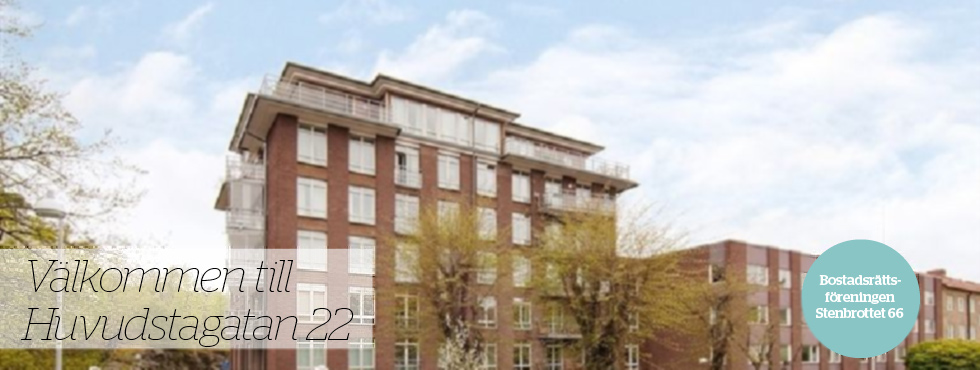 Välkommen till
Huvudstagatan 22
Bostadsrätts-
föreningen
Stenbrottet 66